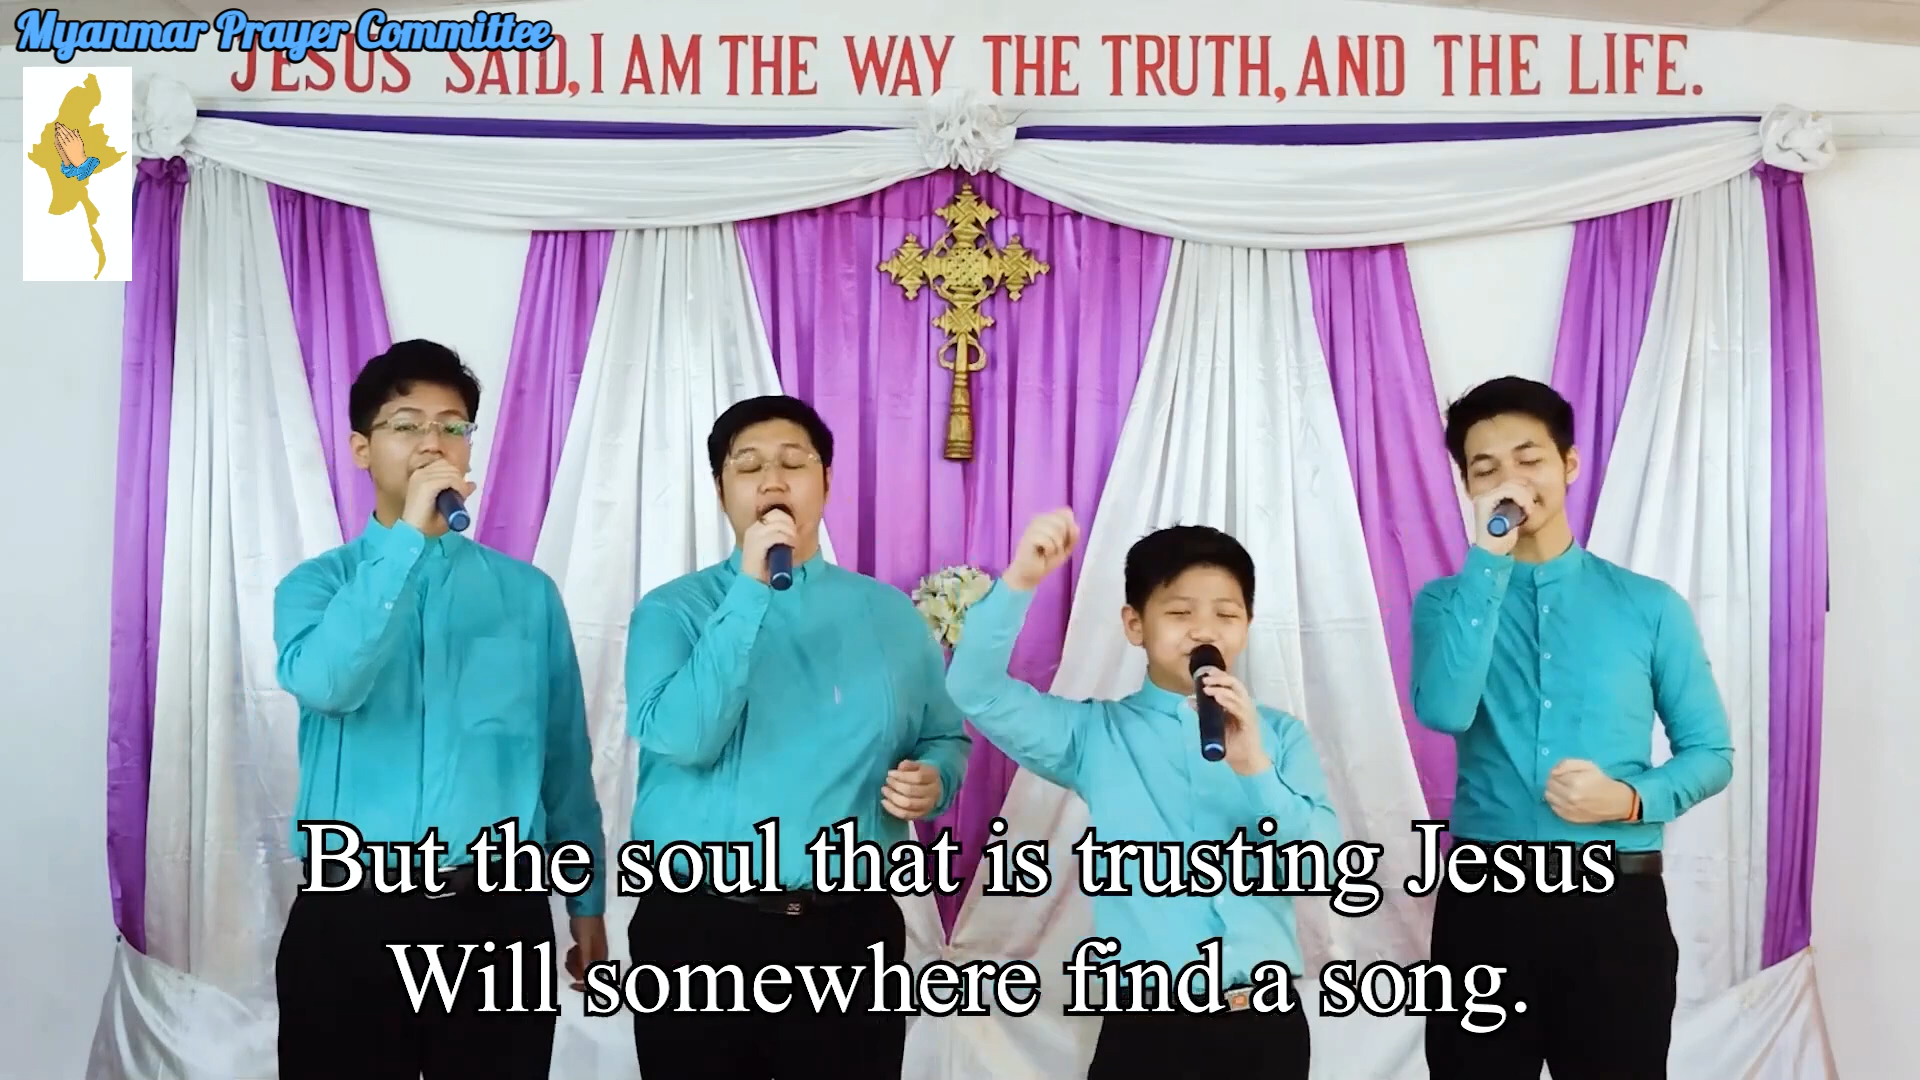 Myanmar Prayer Committee
JESUS SAID, I AM THE WAY THE TRUTH, AND THE LIFE.
But the soul that is trusting Jesus
Will somewhere find a song.